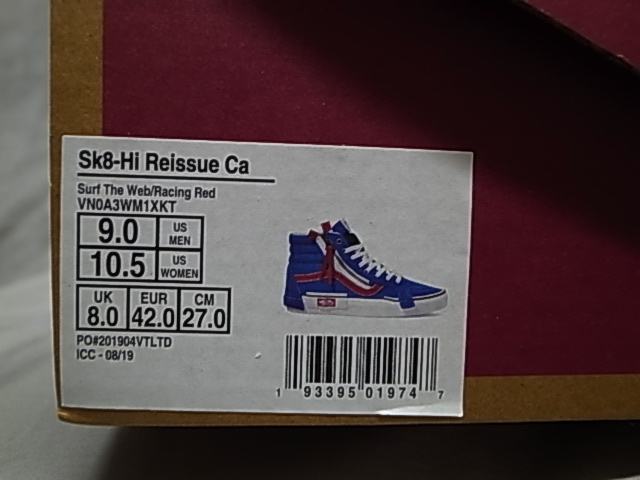 Sk8-Hi Reissue Ca
Surf The Web/Racing Red
VN0A3WM1XKT
9.0 US MEN
10.5 US WOMEN
UK EUR CM
8.0 42.0 27.0
PO#201904VTLTD
ICC - 08/19
1 93395 01974 7